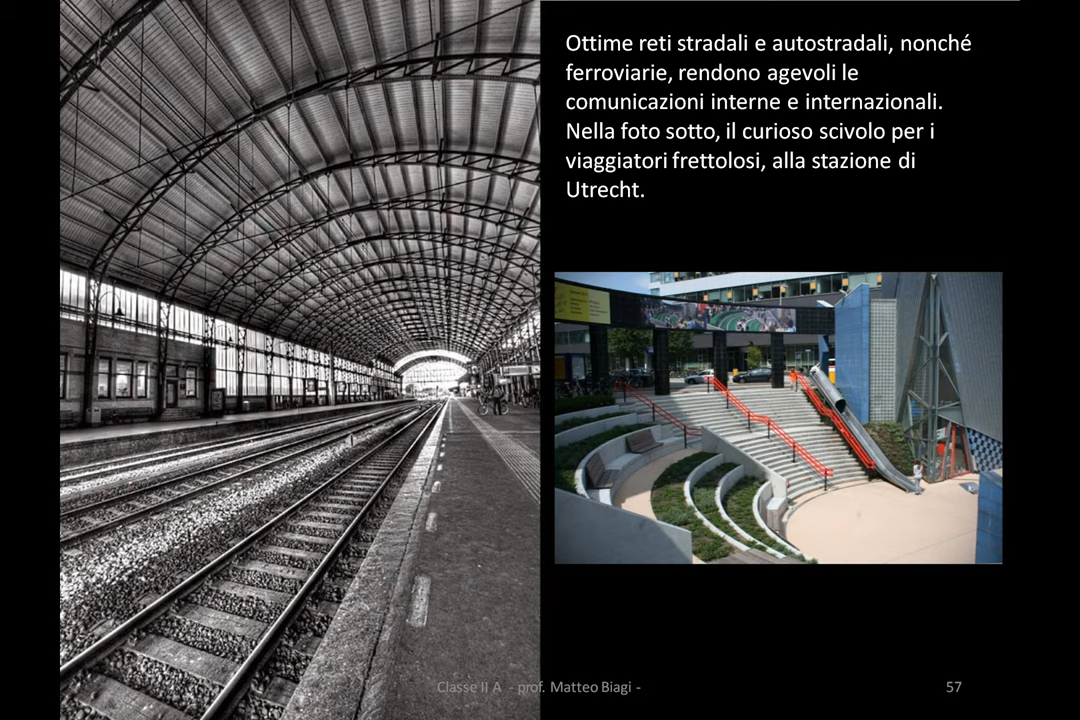 Ottime reti stradali e autostradali, nonché
ferroviarie, rendono agevoli le
comunicazioni interne e internazionali.
Nella foto sotto, il curioso scivolo per i
viaggiatori frettolosi, alla stazione di
Utrecht.
Classe II A - prof. Matteo Biagi -
57